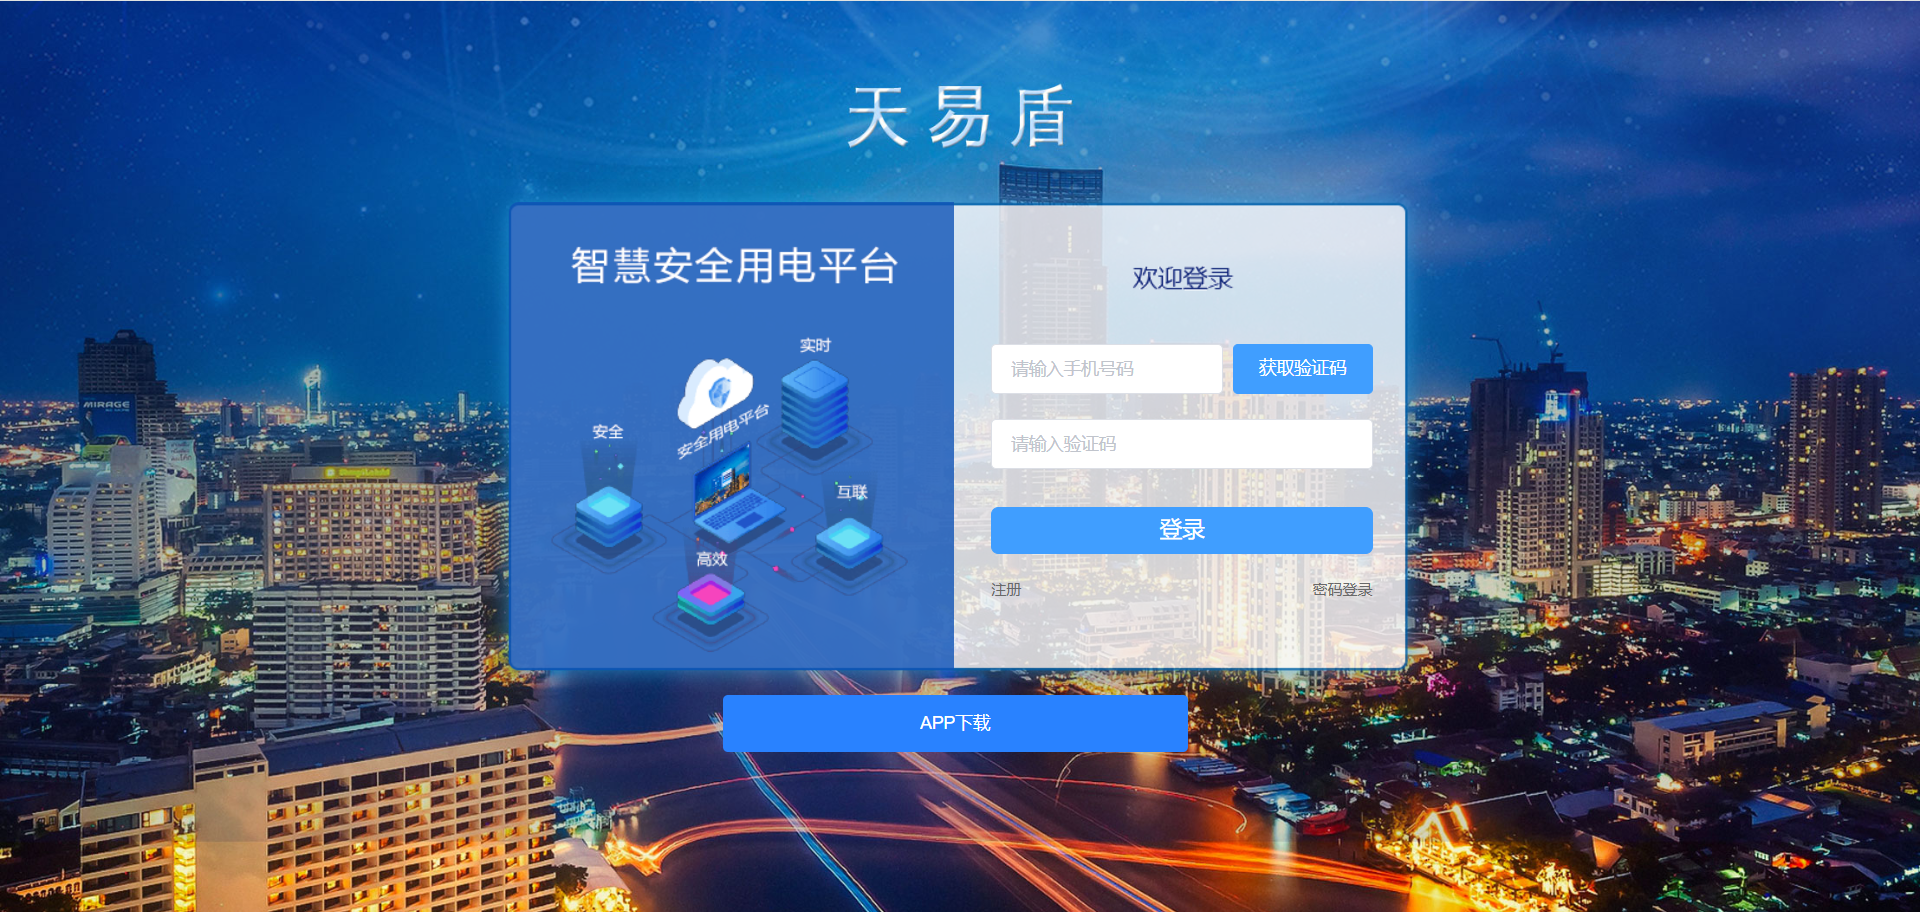 天易盾
智慧安全用电平台
实时
安全用电平台
安全
互联
高效
欢迎登录
请输入手机号码
获取验证码
请输入验证码
登录
注册
密码登录
APP下载
MIRAGE